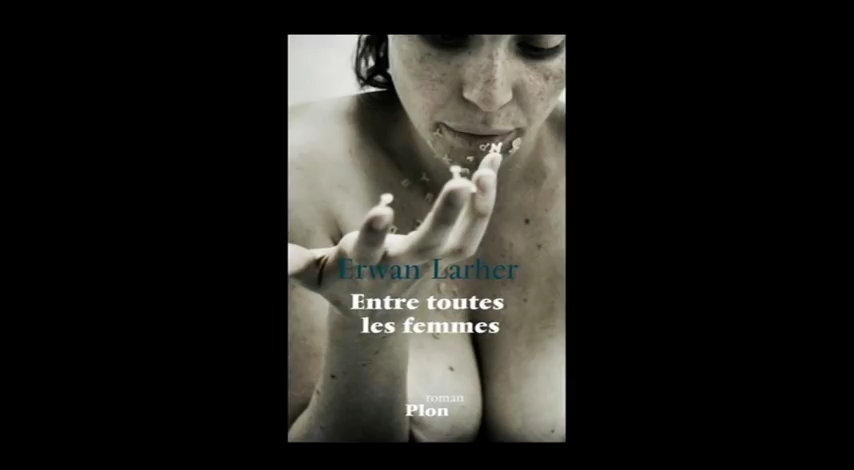 Erwan Larher
Entre toutes
les femmes
roman
Plon